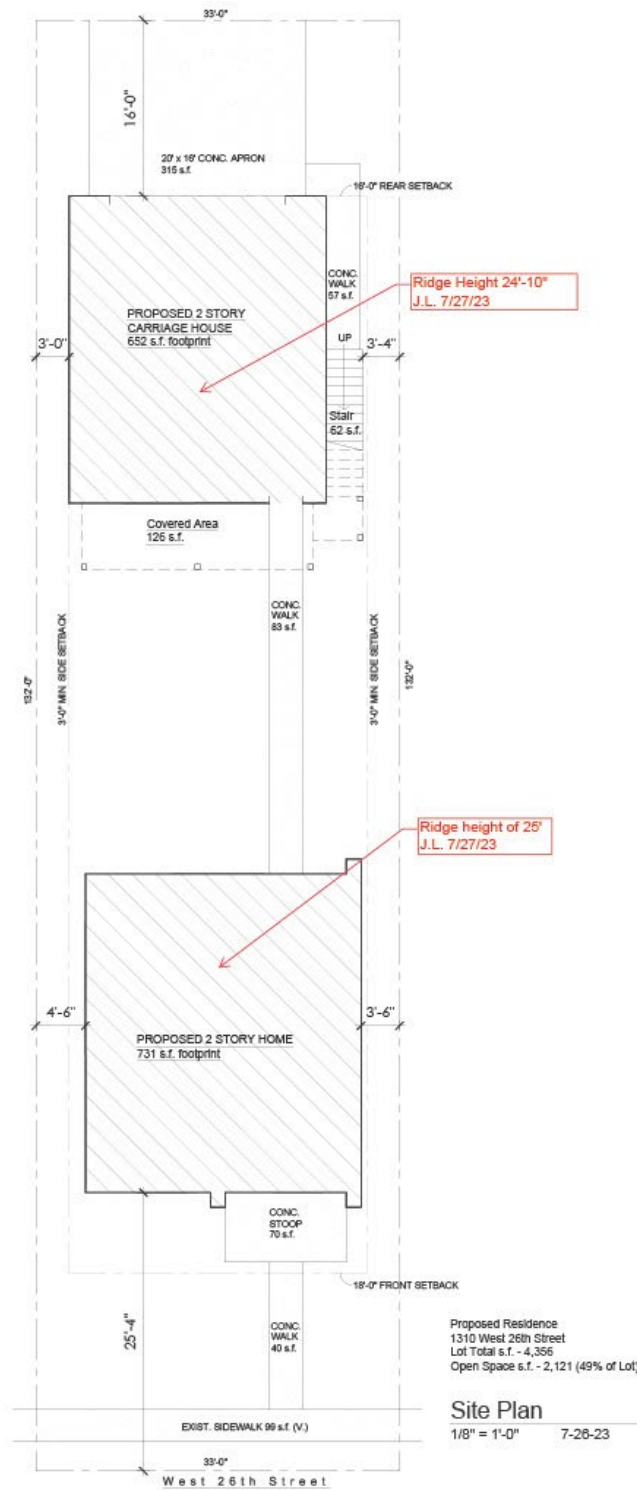 33'-0"
16'-0"
20' x 16' CONC. APRON
315 s.f.
16'-0" REAR SETBACK
CONC.
WALK
57 s.f.
Ridge Height 24'-10"
J.L. 7/27/23
PROPOSED 2 STORY
CARRIAGE HOUSE
652 s.f. footprint
UP
3'-0"
3'-4"
Stair
62 s.f.
Covered Area
126 s.f.
CONC.
WALK
83 s.f.
132'-0"
3'-0" MIN. SIDE SETBACK
3'-0" MIN. SIDE SETBACK
132'-0"
Ridge height of 25'
J.L. 7/27/23
4'-6"
3'-6"
PROPOSED 2 STORY HOME
731 s.f. footprint
CONC.
STOOP
70 s.f.
18'-0" FRONT SETBACK
25'-4"
CONC.
WALK
40 s.f.
Proposed Residence
1310 West 26th Street
Lot Total s.f. - 4,356
Open Space s.f. - 2,121 (49% of Lot)
Site Plan
1/8" = 1'-0" 7-26-23
EXIST. SIDEWALK 99 s.f. (V.)
33'-0"
West 26th Street